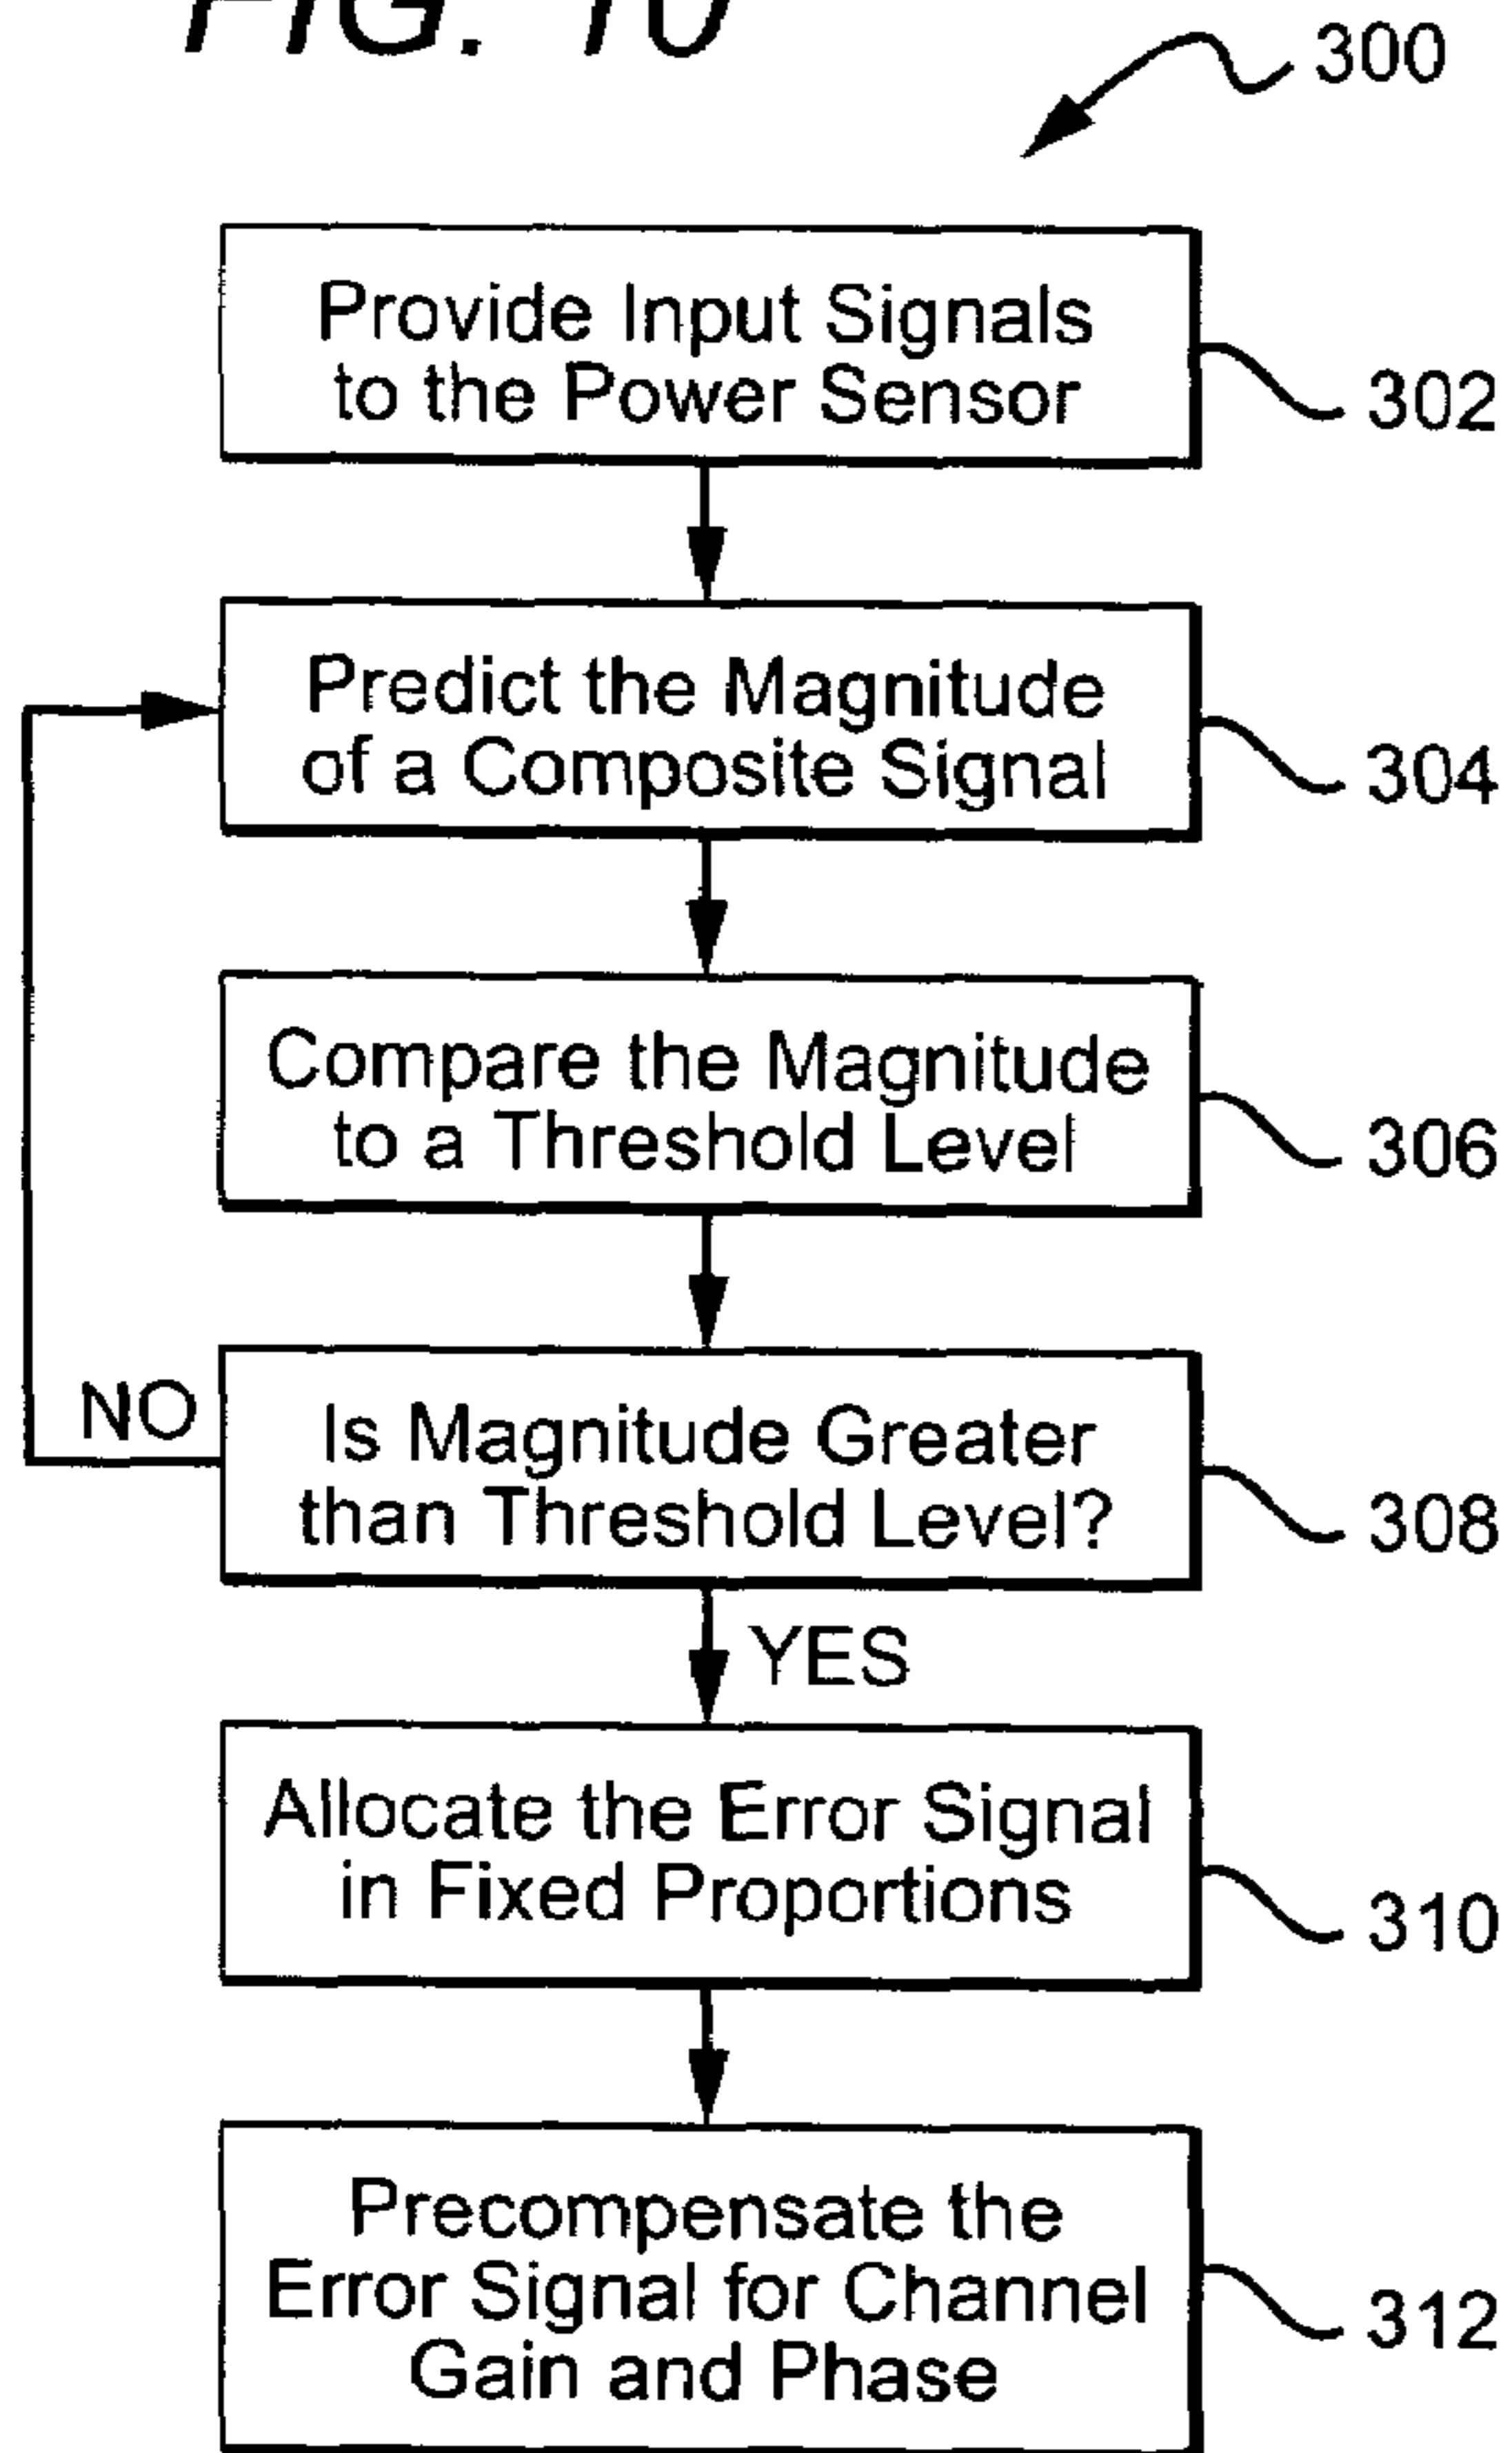 FIG. 10
300
Provide Input Signals
to the Power Sensor
302
Predict the Magnitude
of a Composite Signal
304
Compare the Magnitude
to a Threshold Level
306
NO
Is Magnitude Greater
than Threshold Level?
308
YES
Allocate the Error Signal
in Fixed Proportions
310
Precompensate the
Error Signal for Channel
Gain and Phase
312